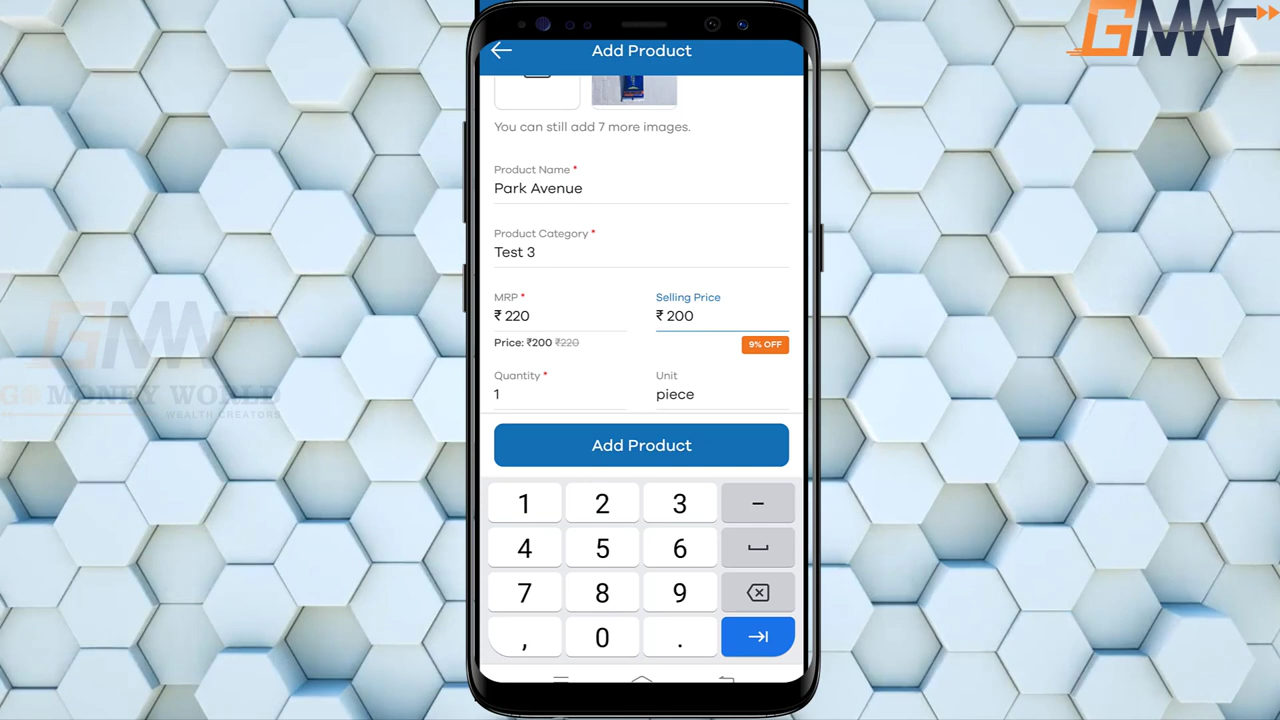 GMW
Add Product
You can still add 7 more images.
Product Name *
Park Avenue
Product Category *
Test 3
MRP * Selling Price
₹ 220 ₹ 200
Price: ₹200 ₹220 9% OFF
Quantity * Unit
1 piece
Add Product
1 2 3 -
4 5 6
7 8 9
, 0 .
GMW
GO MONEY WORLD
WEALTH CREATORS